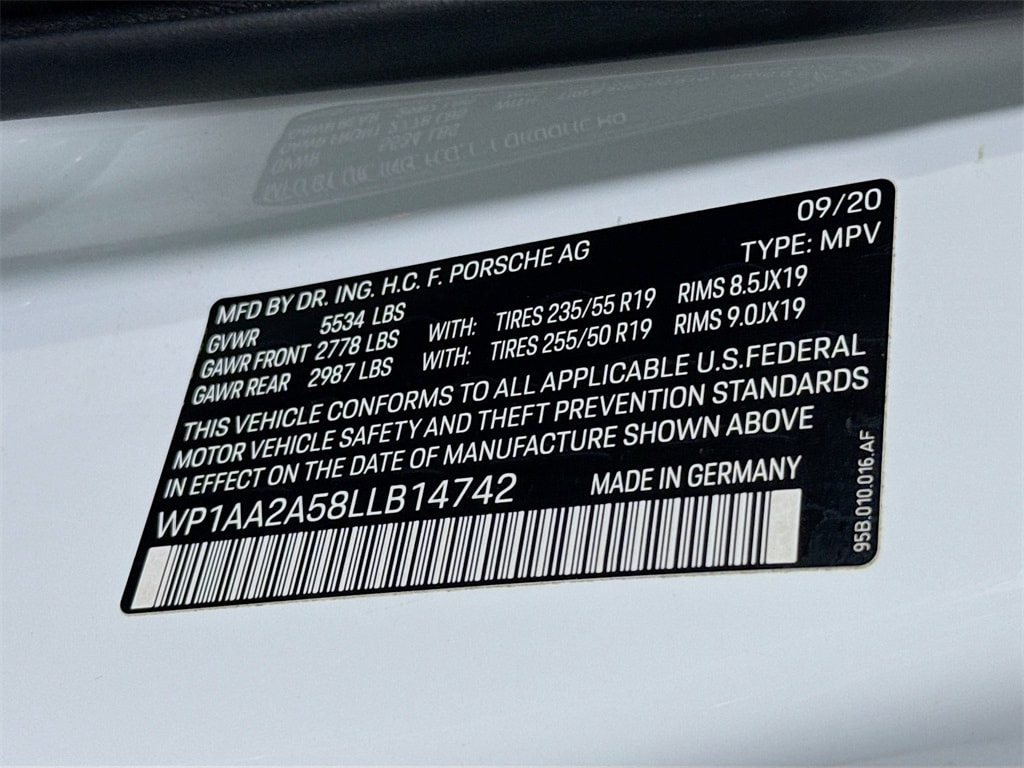 09/20
MFD BY DR. ING. H.C. F. PORSCHE AG TYPE: MPV
GVWR 5534 LBS
GAWR FRONT 2778 LBS WITH: TIRES 235/55 R19 RIMS 8.5JX19
GAWR REAR 2987 LBS WITH: TIRES 255/50 R19 RIMS 9.0JX19
THIS VEHICLE CONFORMS TO ALL APPLICABLE U.S.FEDERAL
MOTOR VEHICLE SAFETY AND THEFT PREVENTION STANDARDS
IN EFFECT ON THE DATE OF MANUFACTURE SHOWN ABOVE
WP1AA2A58LLB14742 MADE IN GERMANY
95B.010.016.AF